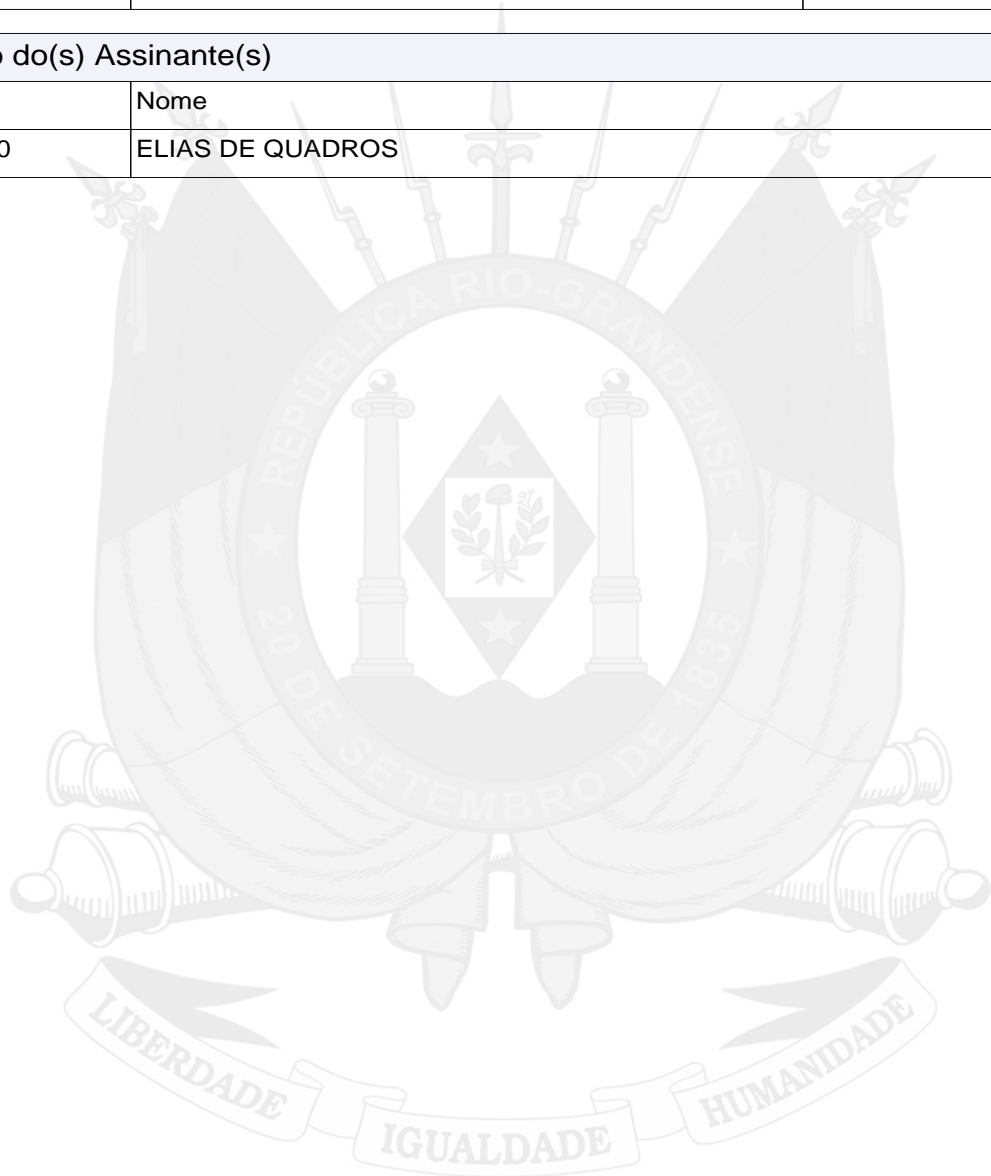 do(s) Assinante(s)
Nome
0 ELIAS DE QUADROS
REPÚBLICA RIO-GRANDENSE
20 DE SETEMBRO DE 1835
LIBERDADE IGUALDADE HUMANIDADE